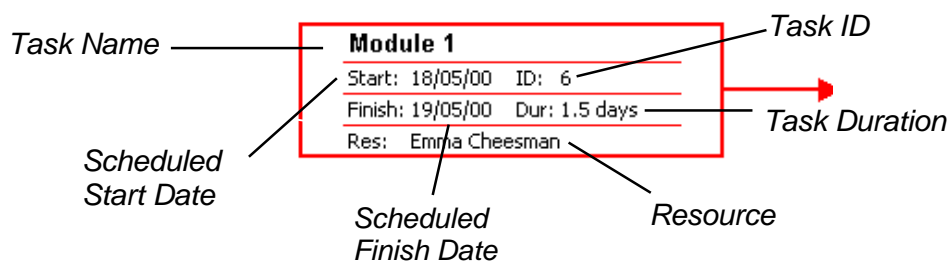 Task Name
Module 1
Task ID
Start: 18/05/00 ID: 6
Finish: 19/05/00 Dur: 1.5 days
Task Duration
Res: Emma Cheesman
Scheduled
Start Date
Scheduled
Finish Date
Resource